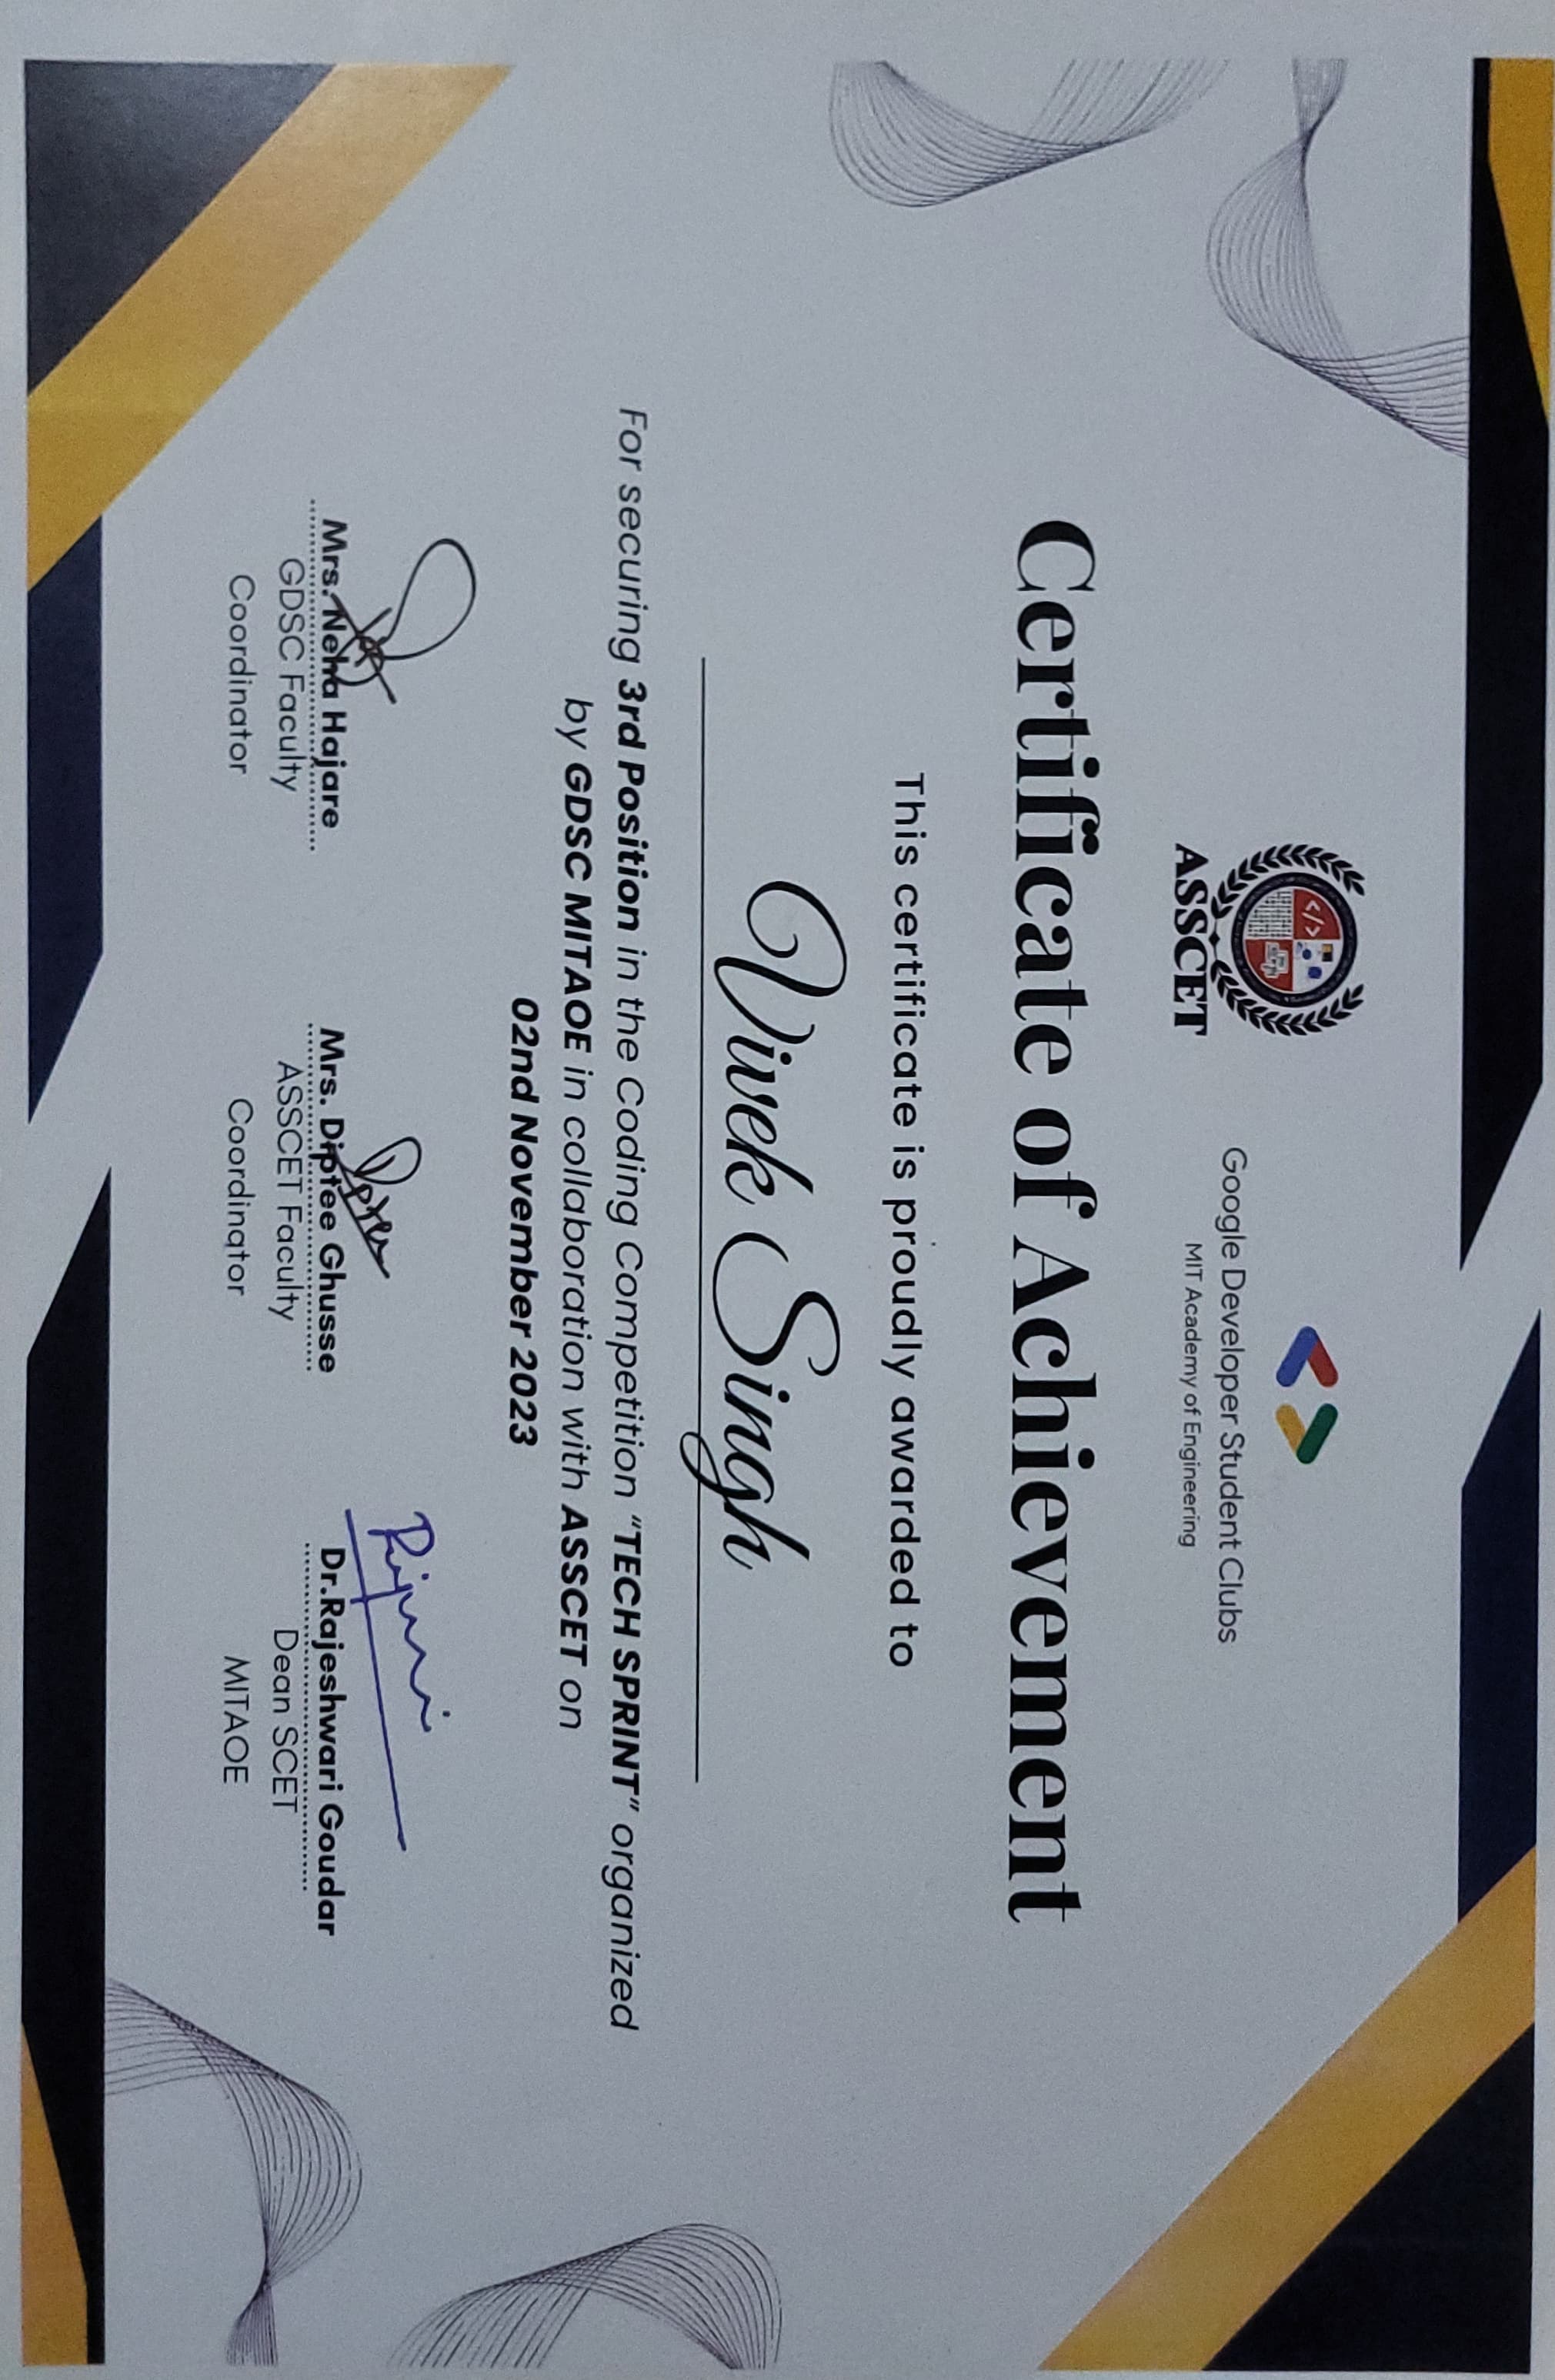 </>
ASSCET
Google Developer Student Clubs
MIT Academy of Engineering
Certificate of Achievement
This certificate is proudly awarded to
Vivek Singh
For securing 3rd Position in the Coding Competition “TECH SPRINT” organized
by GDSC MITAOE in collaboration with ASSCET on
02nd November 2023
Mrs. Neha Hajare
GDSC Faculty
Coordinator
Diptee
Mrs. Diptee Ghusse
ASSCET Faculty
Coordinator
Dr.Rajeshwari Goudar
Dean SCET
MITAOE